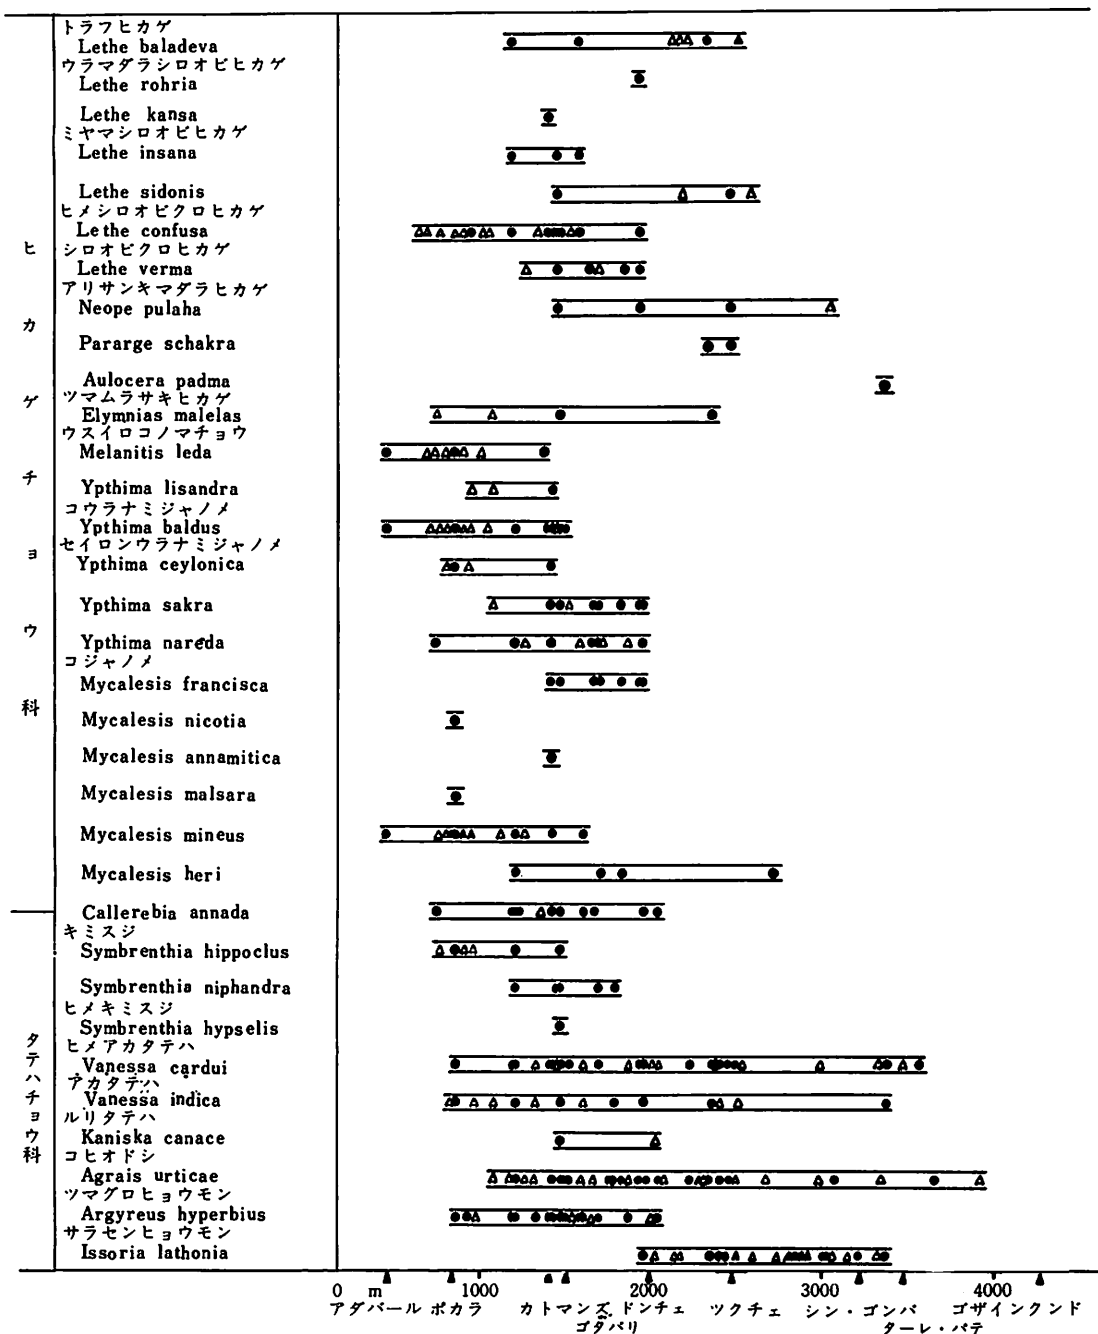 トラフヒカゲ
Lethe baladeva
ウラマダラシロオビヒカゲ
Lethe rohria
Lethe kansa
ミヤマシロオビヒカゲ
Lethe insana
Lethe sidonis
ヒメシロオビクロヒカゲ
Lethe confusa
シロオビクロヒカゲ
Lethe verma
アリサンキマダラヒカゲ
Neope pulaha
Pararge schakra
Aulocera padma
ツマムラサキヒカゲ
Elymnias malelas
ウスイロコノマチョウ
Melanitis leda
Ypthima lisandra
コウラナミジャノメ
Ypthima baldus
セイロンウラナミジャノメ
Ypthima ceylonica
Ypthima sakra
Ypthima nareda
コジャノメ
Mycalesis francisca
Mycalesis nicotia
Mycalesis annamitica
Mycalesis malsara
Mycalesis mineus
Mycalesis heri
Callerebia annada
ヒカゲチョウ科
キミスジ
Symbrenthia hippoclus
Symbrenthia niphandra
ヒメキミスジ
Symbrenthia hypselis
ヒメアカタテハ
Vanessa cardui
アカタテハ
Vanessa indica
ルリタテハ
Kaniska canace
コヒオドシ
Agrais urticae
ツマグロヒョウモン
Argyreus hyperbius
サラセンヒョウモン
Issoria lathonia
タテハチョウ科
0 m 1000 2000 3000 4000
アダバール ポカラ カトマンズ ドンチェ ツクチェ シン・ゴンバ ゴザインクンド
ゴダバリ ターレ・パテ